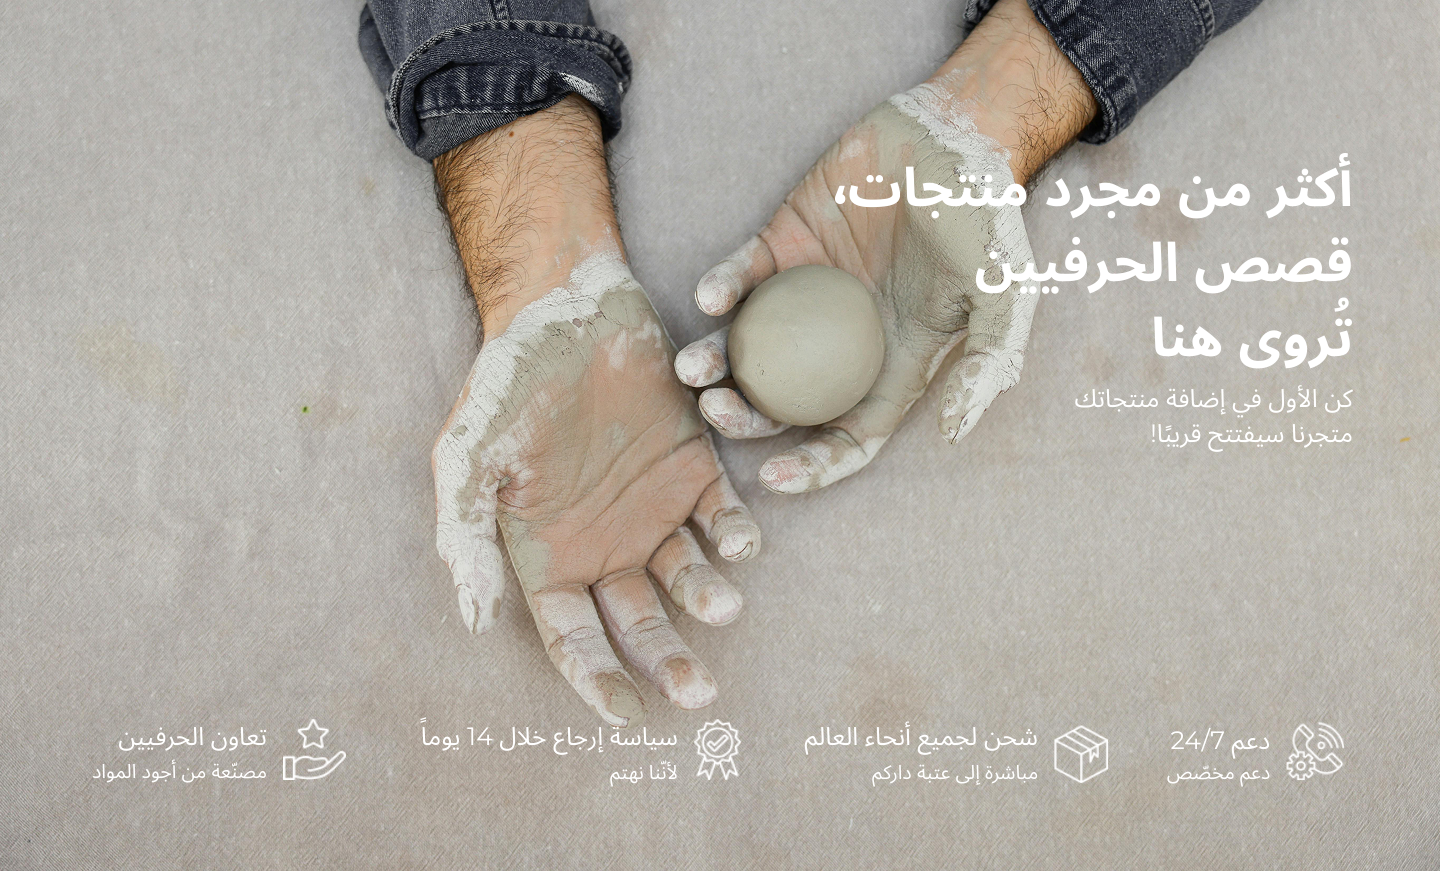 أكثر من مجرد منتجات،
قصص الحرفيين
تُروى هنا
كن الأول في إضافة منتجاتك
متجرنا سيفتتح قريبًا!
دعم 24/7
دعم مخصّص
شحن لجميع أنحاء العالم
مباشرة إلى عتبة داركم
سياسة إرجاع خلال 14 يوماً
لأنّنا نهتم
تعاون الحرفيين
مصنّعة من أجود المواد